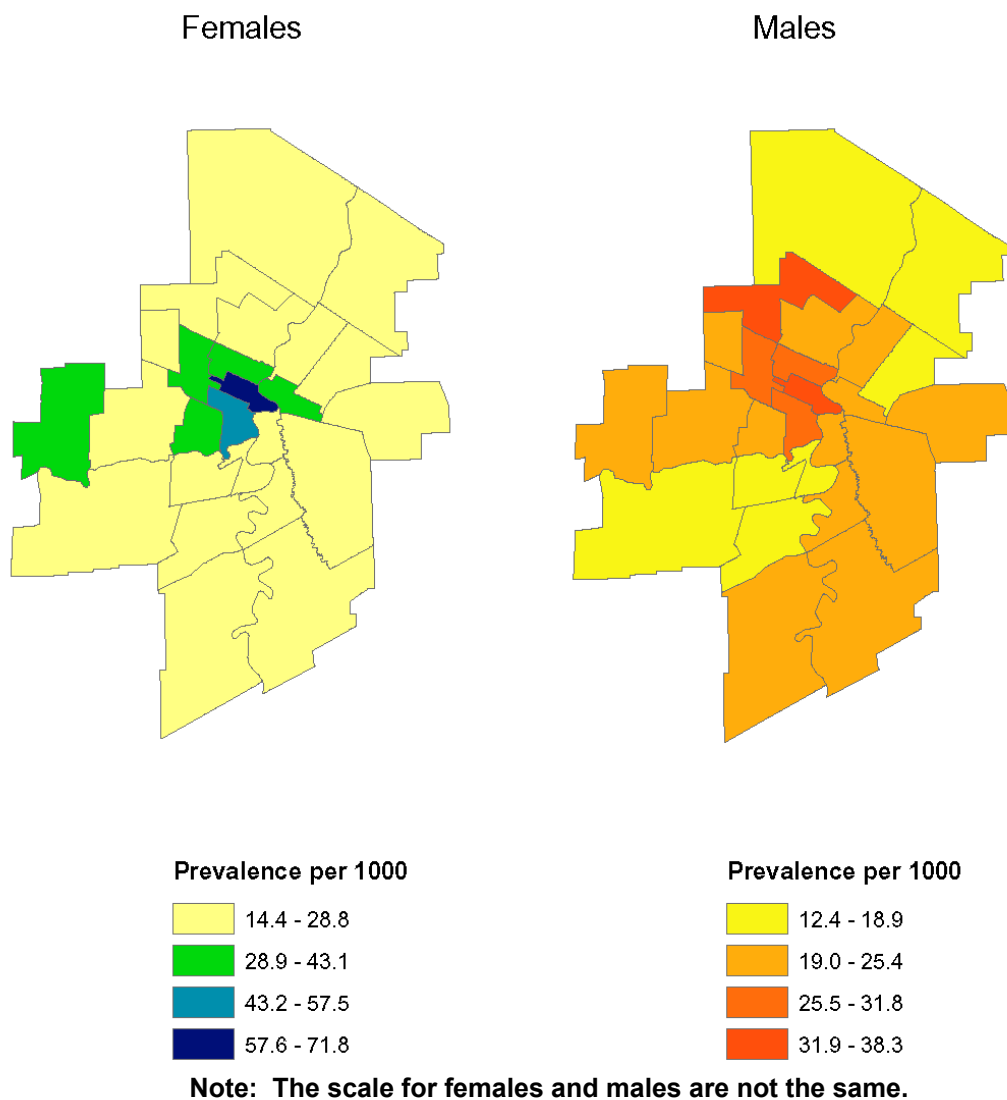 Females
Males
Prevalence per 1000
14.4 - 28.8
28.9 - 43.1
43.2 - 57.5
57.6 - 71.8
Prevalence per 1000
12.4 - 18.9
19.0 - 25.4
25.5 - 31.8
31.9 - 38.3
Note: The scale for females and males are not the same.